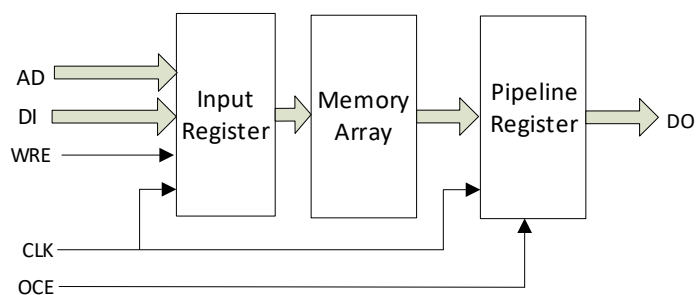 AD
DI
WRE
CLK
OCE
Input
Register
Memory
Array
Pipeline
Register
DO